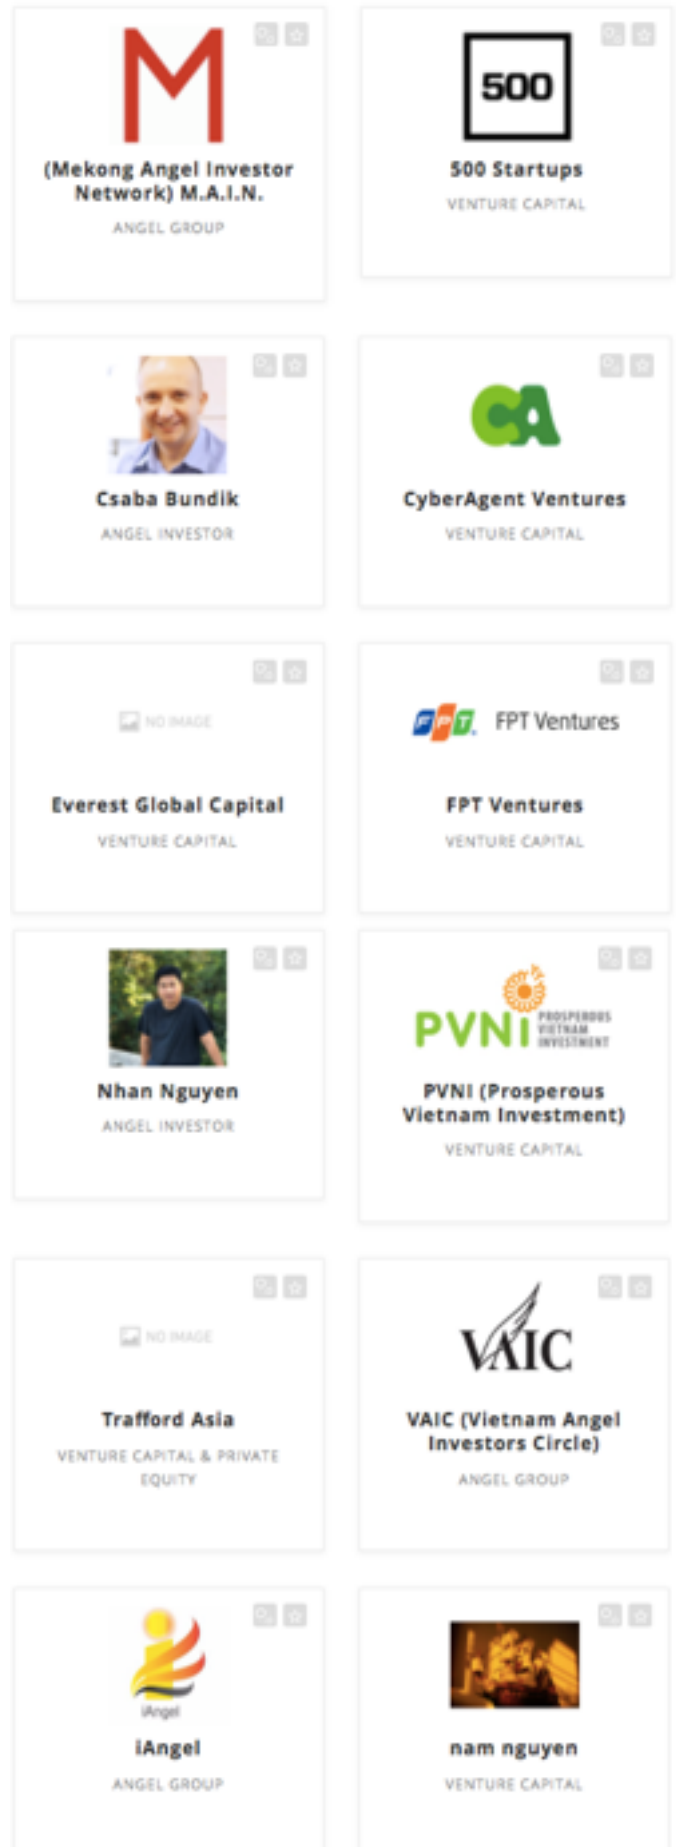 (Mekong Angel Investor
Network) M.A.I.N.
ANGEL GROUP
500
500 Startups
VENTURE CAPITAL
Csaba Bundik
ANGEL INVESTOR
CA
CyberAgent Ventures
VENTURE CAPITAL
NO IMAGE
Everest Global Capital
VENTURE CAPITAL
FPT. FPT Ventures
FPT Ventures
VENTURE CAPITAL
Nhan Nguyen
ANGEL INVESTOR
PVNI PROSPEROUS
VIETNAM
INVESTMENT
PVNI (Prosperous
Vietnam Investment)
VENTURE CAPITAL
NO IMAGE
Trafford Asia
VENTURE CAPITAL & PRIVATE
EQUITY
VAIC
VAIC (Vietnam Angel
Investors Circle)
ANGEL GROUP
iAngel
iAngel
ANGEL GROUP
nam nguyen
VENTURE CAPITAL